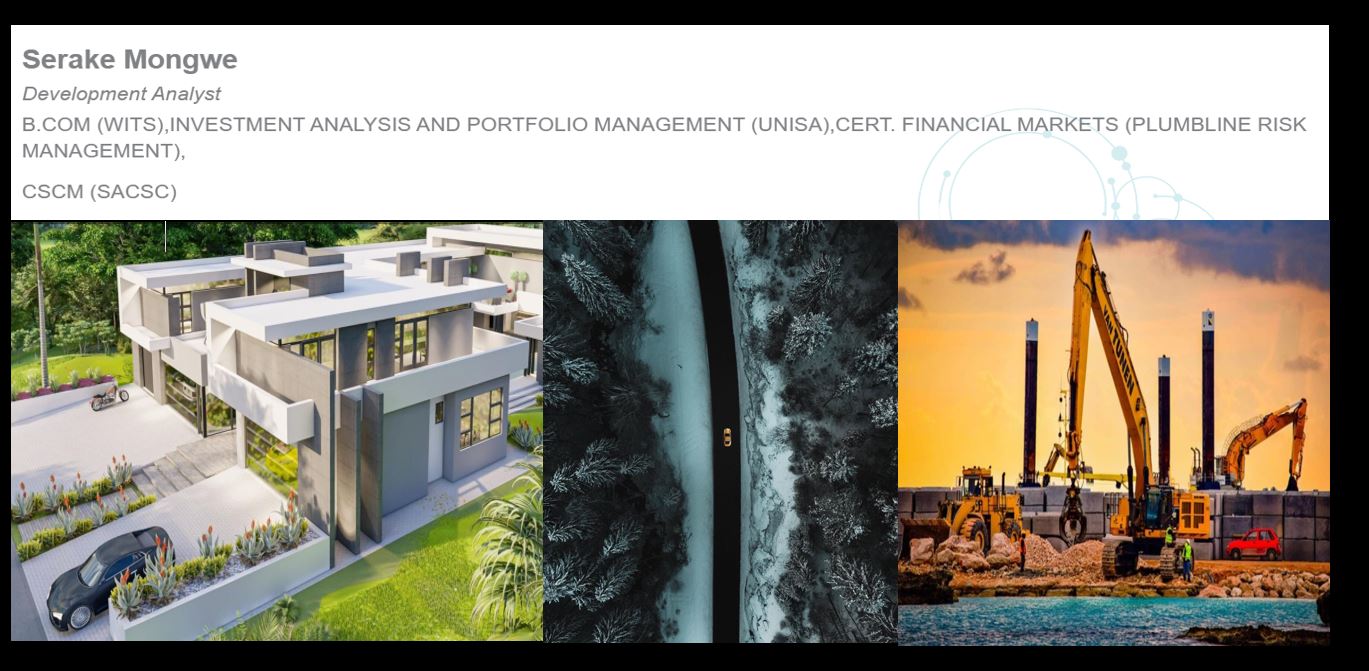 Serake Mongwe
Development Analyst
B.COM (WITS),INVESTMENT ANALYSIS AND PORTFOLIO MANAGEMENT (UNISA),CERT. FINANCIAL MARKETS (PLUMBLINE RISK
MANAGEMENT),
CSCM (SACSC)